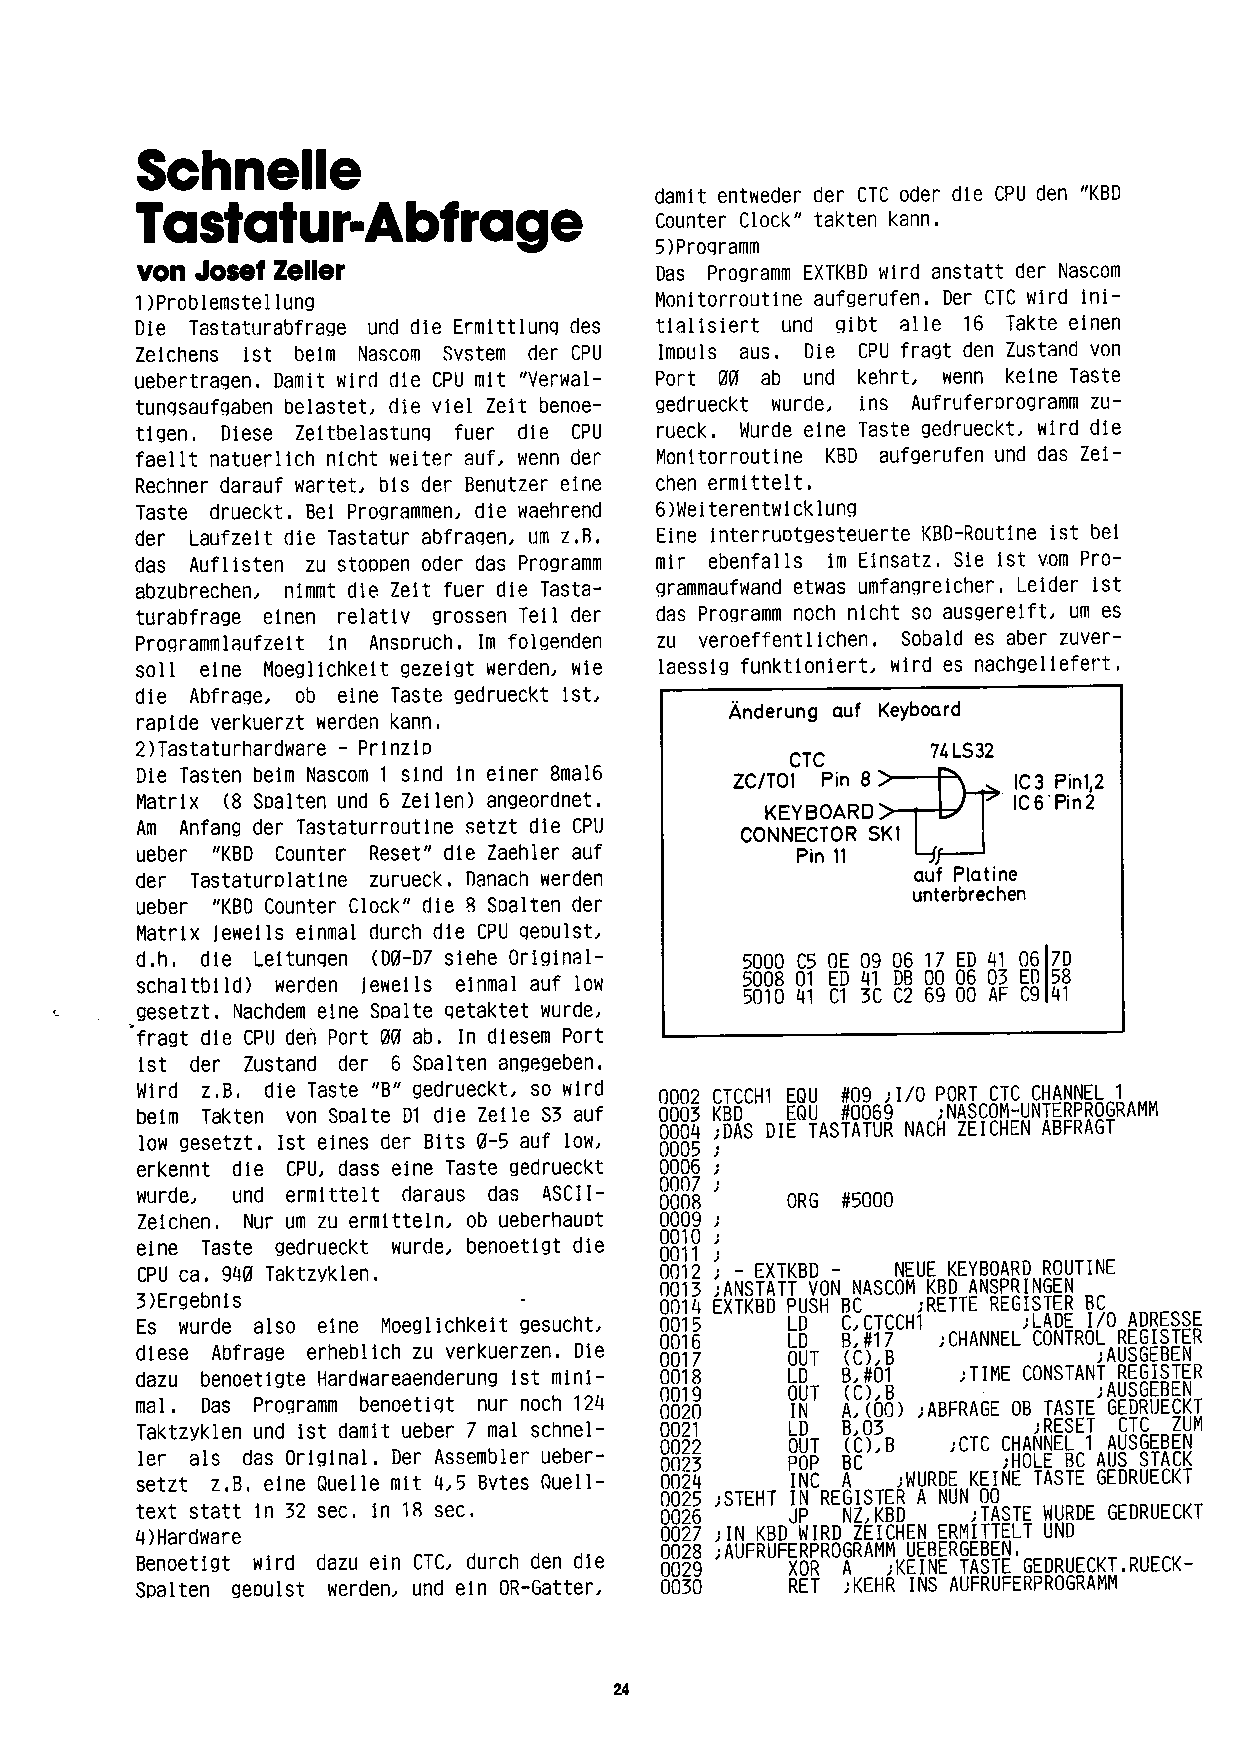 Schnelle
Tastatur-Abfrage
von Josef Zeller
1)Problemstellung
Die Tastaturabfrage und die Ermittlung des
Zeichens ist beim Nascom System der CPU
uebertragen. Damit wird die CPU mit "Verwal-
tungsaufgaben belastet, die viel Zeit benoe-
tigen. Diese Zeitbelastung fuer die CPU
faellt natuerlich nicht weiter auf, wenn der
Rechner darauf wartet, bis der Benutzer eine
Taste drueckt. Bei Programmen, die waehrend
der Laufzeit die Tastatur abfragen, um z.B.
das Auflisten zu stoppen oder das Programm
abzubrechen, nimmt die Zeit fuer die Tasta-
turabfrage einen relativ grossen Teil der
Programmlaufzeit in Anspruch. Im folgenden
soll eine Moeglichkeit gezeigt werden, wie
die Abfrage, ob eine Taste gedrueckt ist,
rapide verkuerzt werden kann.
2)Tastaturhardware - Prinzip
Die Tasten beim Nascom 1 sind in einer 8mal6
Matrix (8 Spalten und 6 Zeilen) angeordnet.
Am Anfang der Tastaturroutine setzt die CPU
ueber "KBD Counter Reset" die Zaehler auf
der Tastaturplatine zurueck. Danach werden
ueber "KBD Counter Clock" die 8 Spalten der
Matrix jeweils einmal durch die CPU gepulst,
d.h. die Leitungen (D0-D7 siehe Original-
schaltbild) werden jeweils einmal auf low
gesetzt. Nachdem eine Spalte getaktet wurde,
fragt die CPU den Port 00 ab. In diesem Port
ist der Zustand der 6 Spalten angegeben.
Wird z.B. die Taste "B" gedrueckt, so wird
beim Takten von Spalte D1 die Zeile S3 auf
low gesetzt. Ist eines der Bits 0-5 auf low,
erkennt die CPU, dass eine Taste gedrueckt
wurde, und ermittelt daraus das ASCII-
Zeichen. Nur um zu ermitteln, ob ueberhaupt
eine Taste gedrueckt wurde, benoetigt die
CPU ca. 940 Taktzyklen.
3)Ergebnis
Es wurde also eine Moeglichkeit gesucht,
diese Abfrage erheblich zu verkuerzen. Die
dazu benoetigte Hardwareaenderung ist mini-
mal. Das Programm benoetigt nur noch 124
Taktzyklen und ist damit ueber 7 mal schnel-
ler als das Original. Der Assembler ueber-
setzt z.B. eine Quelle mit 4,5 Bytes Quell-
text statt in 32 sec. in 18 sec.
4)Hardware
Benoetigt wird dazu ein CTC, durch den die
Spalten gepulst werden, und ein OR-Gatter,
damit entweder der CTC oder die CPU den "KBD
Counter Clock" takten kann.
5)Programm
Das Programm EXTKBD wird anstatt der Nascom
Monitorroutine aufgerufen. Der CTC wird ini-
tialisiert und gibt alle 16 Takte einen
Impuls aus. Die CPU fragt den Zustand von
Port 00 ab und kehrt, wenn keine Taste
gedrueckt wurde, ins Aufruferprogramm zu-
rueck. Wurde eine Taste gedrueckt, wird die
Monitorroutine KBD aufgerufen und das Zei-
chen ermittelt.
6)Weiterentwicklung
Eine interruptgesteuerte KBD-Routine ist bei
mir ebenfalls im Einsatz. Sie ist vom Pro-
grammaufwand etwas umfangreicher. Leider ist
das Programm noch nicht so ausgereift, um es
zu veroeffentlichen. Sobald es aber zuver-
laessig funktioniert, wird es nachgeliefert.
Änderung auf Keyboard
CTC 74LS32
ZC/TO1 Pin 8 IC3 Pin1,2
KEYBOARD IC6 Pin2
CONNECTOR SK1
Pin 11
auf Platine
unterbrechen
5000 C5 0E 09 06 17 ED 41 06 7D
5008 01 ED 41 DB 00 06 03 ED 58
5010 41 C1 3C C2 69 00 AF C9 41
0002 CTCCH1 EQU #09 ;I/O PORT CTC CHANNEL 1
0003 KBD EQU #0069 ;NASCOM-UNTERPROGRAMM
0004 ;DAS DIE TASTATUR NACH ZEICHEN ABFRAGT
0005 ;
0006 ;
0007 ;
0008 ORG #5000
0009 ;
0010 ;
0011 ;
0012 ; - EXTKBD - NEUE KEYBOARD ROUTINE
0013 ;ANSTATT VON NASCOM KBD ANSPRINGEN
0014 EXTKBD PUSH BC ;RETTE REGISTER BC
0015 LD C,CTCCH1 ;LADE I/O ADRESSE
0016 LD B,#17 ;CHANNEL CONTROL REGISTER
0017 OUT (C),B ;AUSGEBEN
0018 LD B,#01 ;TIME CONSTANT REGISTER
0019 OUT (C),B ;AUSGEBEN
0020 IN A,(00) ;ABFRAGE OB TASTE GEDRUECKT
0021 LD B,03 ;RESET CTC ZUM
0022 OUT (C),B ;CTC CHANNEL 1 AUSGEBEN
0023 POP BC ;HOLE BC AUS STACK
0024 INC A ;WURDE KEINE TASTE GEDRUECKT
0025 ;STEHT IN REGISTER A NUN 00
0026 JP NZ,KBD ;TASTE WURDE GEDRUECKT
0027 ;IN KBD WIRD ZEICHEN ERMITTELT UND
0028 ;AUFRUFERPROGRAMM UEBERGEBEN.
0029 XOR A ;KEINE TASTE GEDRUECKT.RUECK-
0030 RET ;KEHR INS AUFRUFERPROGRAMM
24